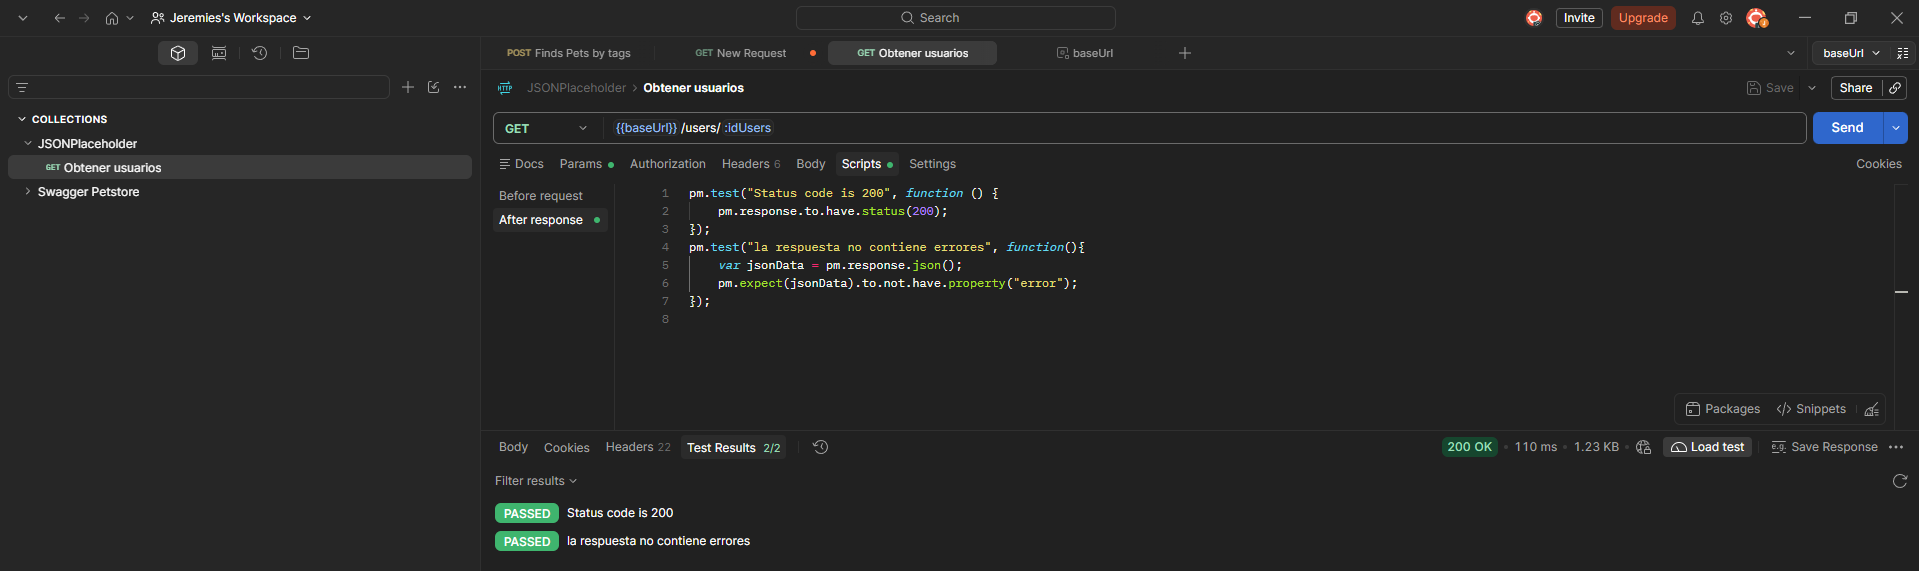 Jeremies's Workspace
Search
Invite
Upgrade
POST Finds Pets by tags
GET New Request
GET Obtener usuarios
baseUrl
baseUrl
COLLECTIONS
JSONPlaceholder
GET Obtener usuarios
Swagger Petstore
HTTP JSONPlaceholder > Obtener usuarios
Save
Share
GET
{{baseUrl}} /users/ :idUsers
Send
Docs Params Authorization Headers 6 Body Scripts Settings
Cookies
Before request
After response
1 pm.test("Status code is 200", function () {
2 pm.response.to.have.status(200);
3 });
4 pm.test("la respuesta no contiene errores", function(){
5 var jsonData = pm.response.json();
6 pm.expect(jsonData).to.not.have.property("error");
7 });
8
Packages </> Snippets
Body Cookies Headers 22 Test Results 2/2
200 OK • 110 ms • 1.23 KB • Load test e.g. Save Response
Filter results
PASSED Status code is 200
PASSED la respuesta no contiene errores